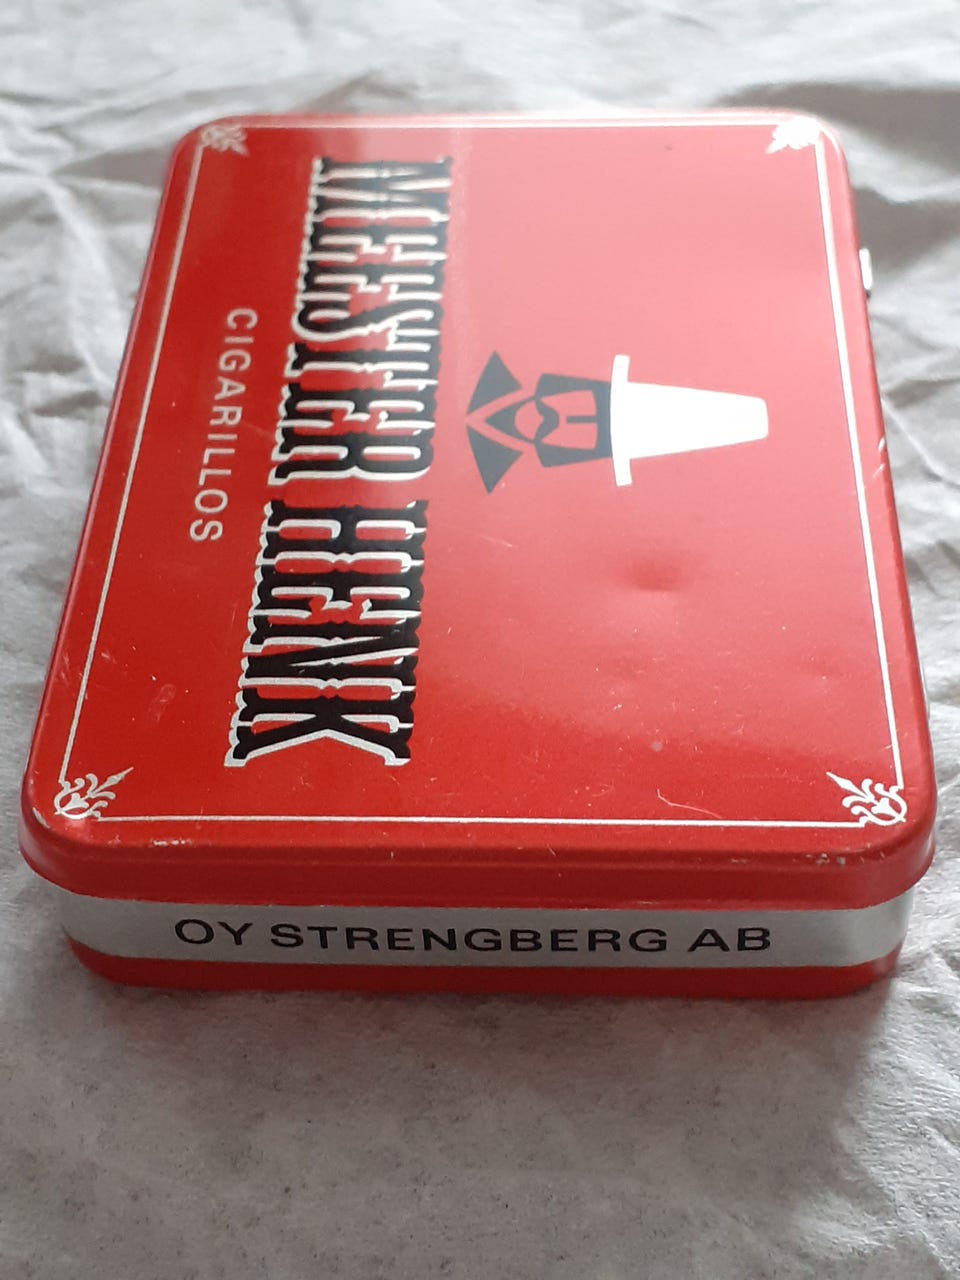 MEESTER HENK
CIGARILLOS
OY STRENGBERG AB